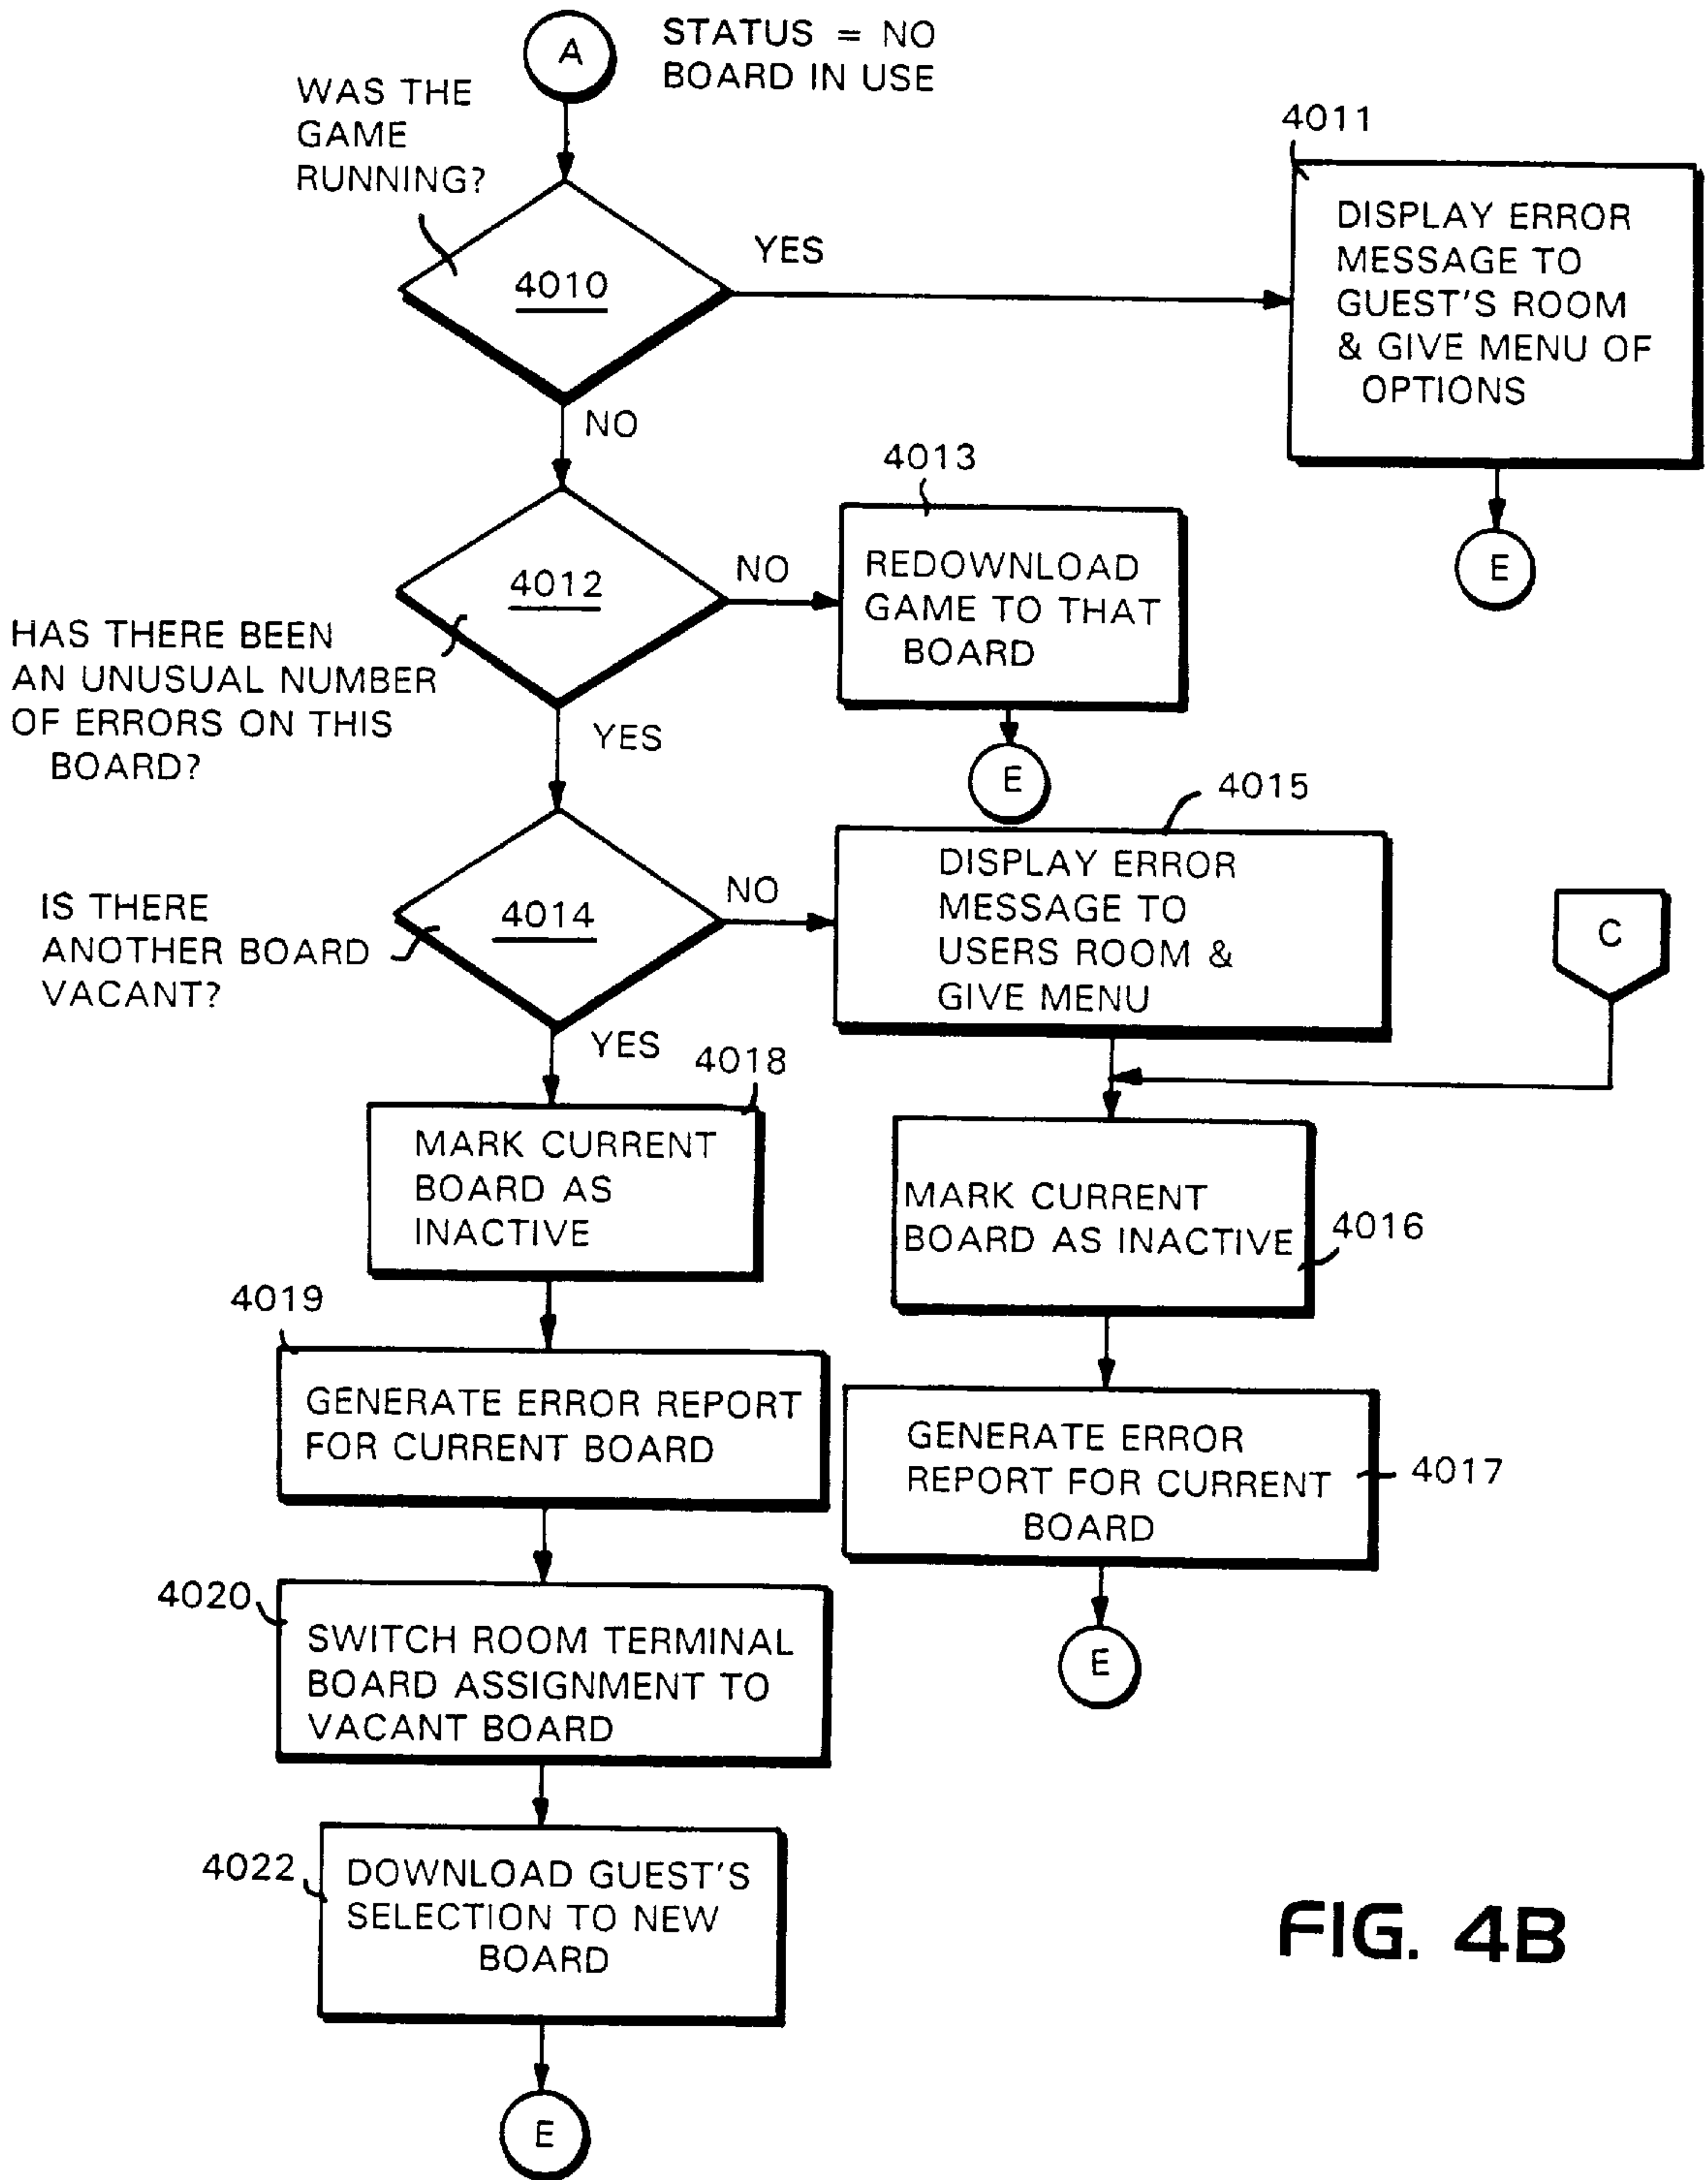 A
STATUS = NO
BOARD IN USE
WAS THE
GAME
RUNNING?
4010
YES
NO
4011
DISPLAY ERROR
MESSAGE TO
GUEST'S ROOM
& GIVE MENU OF
OPTIONS
E
HAS THERE BEEN
AN UNUSUAL NUMBER
OF ERRORS ON THIS
BOARD?
4012
NO
YES
4013
REDOWNLOAD
GAME TO THAT
BOARD
E
IS THERE
ANOTHER BOARD
VACANT?
4014
NO
YES
4015
DISPLAY ERROR
MESSAGE TO
USERS ROOM &
GIVE MENU
C
4018
MARK CURRENT
BOARD AS
INACTIVE
MARK CURRENT
BOARD AS INACTIVE
4016
4019
GENERATE ERROR REPORT
FOR CURRENT BOARD
GENERATE ERROR
REPORT FOR CURRENT
BOARD
4017
E
4020
SWITCH ROOM TERMINAL
BOARD ASSIGNMENT TO
VACANT BOARD
4022
DOWNLOAD GUEST'S
SELECTION TO NEW
BOARD
E
FIG. 4B